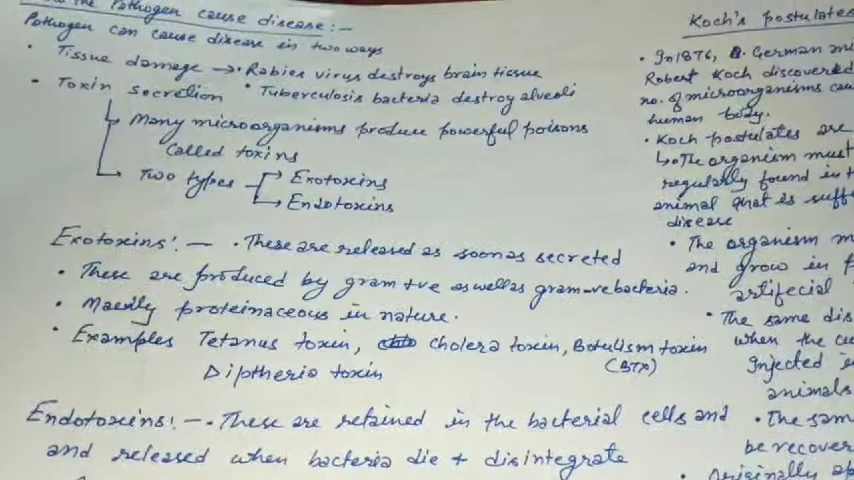 the Pathogen cause disease:-
Pathogen can cause disease in two ways
• Tissue damage → • Rabies virus destroys brain tissue
• Tuberculosis bacteria destroy alveoli
• Toxin secretion
Many microorganisms produce powerful poisons
called toxins
Two types → Exotoxins
→ Endotoxins
Exotoxins:— • These are released as soon as secreted
• These are produced by gram +ve as well as gram -ve bacteria.
• Mainly proteinaceous in nature.
• Examples Tetanus toxin, cholera toxin, Botulism toxin
(BTX)
Diptheria toxin
Endotoxins:— • These are retained in the bacterial cells and
and released when bacteria die + disintegrate
Koch's postulates
• In 1876, German
Robert Koch discovered
no. of microorganisms
human body.
• Koch postulates are
↳ The organism must
regularly found in
animal that is
disease
• The organism
and grow in
artifecial
• The same
when the
Injected
animals
• The sam
be recover
• Originally